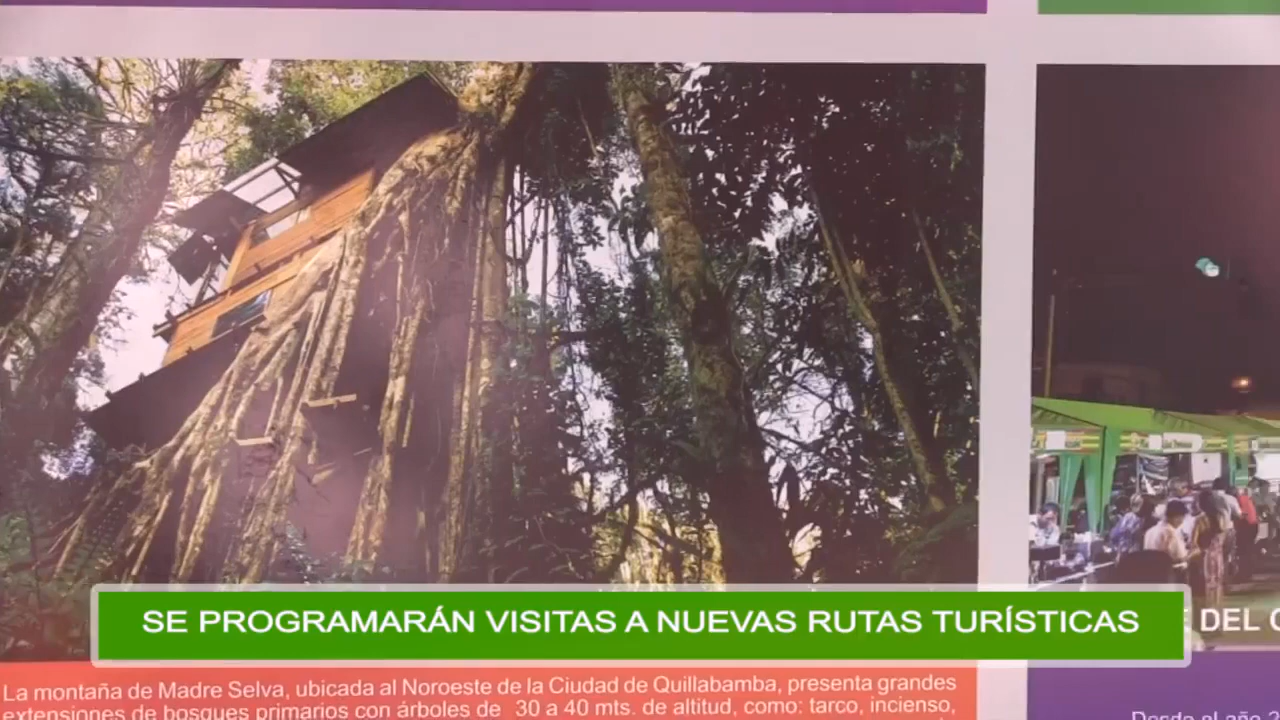 SE PROGRAMARÁN VISITAS A NUEVAS RUTAS TURÍSTICAS
DEL
La montaña de Madre Selva, ubicada al Noroeste de la Ciudad de Quillabamba, presenta grandes
extensiones de bosques primarios con árboles de 30 a 40 mts. de altitud, como: tarco, incienso,
Desde el año